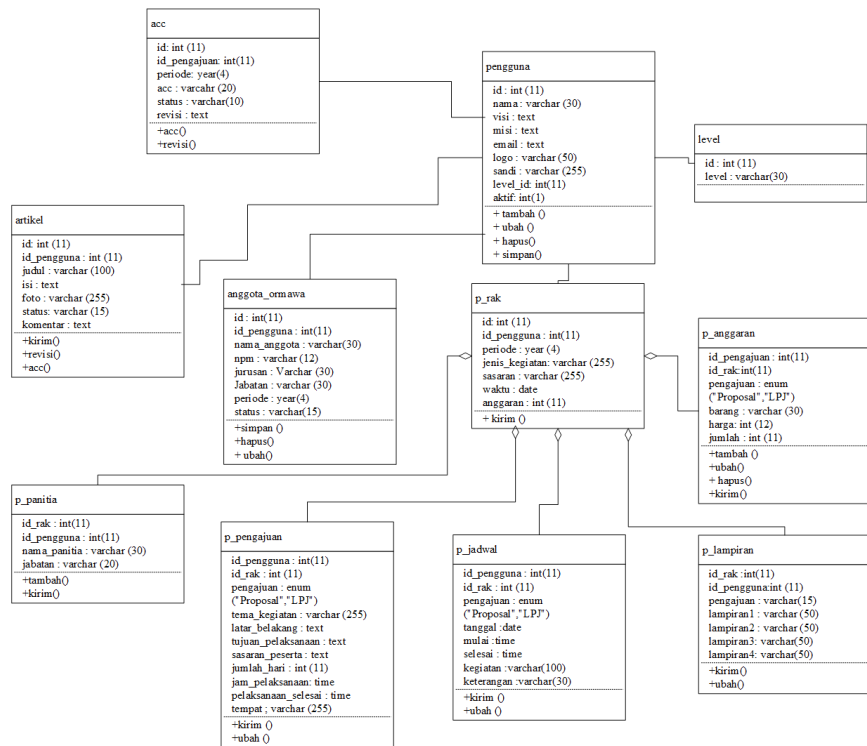 acc
id: int (11)
id_pengajuan: int(11)
periode: year(4)
acc : varcahr (20)
status : varchar(10)
revisi : text
+acc()
+revisi()
pengguna
id : int (11)
nama : varchar (30)
visi : text
misi : text
email : text
logo : varchar (50)
sandi : varchar (255)
level_id: int(11)
aktif: int(1)
+ tambah ()
+ ubah ()
+ hapus()
+ simpan()
level
id : int (11)
level : varchar(30)
artikel
id: int (11)
id_pengguna : int (11)
judul : varchar (100)
isi : text
foto : varchar (255)
status: varchar (15)
komentar : text
+kirim()
+revisi()
+acc()
anggota_ormawa
id : int(11)
id_pengguna : int(11)
nama_anggota : varchar(30)
npm : varchar (12)
jurusan : Varchar (30)
Jabatan : varchar (30)
periode : year(4)
status : varchar(15)
+simpan ()
+hapus()
+ ubah()
p_rak
id: int (11)
id_pengguna : int(11)
periode : year (4)
jenis_kegiatan: varchar (255)
sasaran : varchar (255)
waktu : date
anggaran : int (11)
+ kirim ()
p_anggaran
id_pengajuan : int(11)
id_rak:int(11)
pengajuan : enum
("Proposal","LPJ")
barang : varchar (30)
harga: int (12)
jumlah : int (11)
+tambah ()
+ubah()
+ hapus()
+kirim()
p_panitia
id_rak : int(11)
id_pengguna : int(11)
nama_panitia : varchar (30)
jabatan : varchar (20)
+tambah()
+kirim()
p_pengajuan
id_pengguna : int(11)
id_rak : int (11)
pengajuan : enum
("Proposal","LPJ")
tema_kegiatan : varchar (255)
latar_belakang : text
tujuan_pelaksanaan : text
sasaran_peserta : text
jumlah_hari : int (11)
jam_pelaksanaan: time
pelaksanaan_selesai : time
tempat ; varchar (255)
+kirim ()
+ubah ()
p_jadwal
id_pengguna : int(11)
id_rak : int (11)
pengajuan : enum
("Proposal","LPJ")
tanggal :date
mulai :time
selesai : time
kegiatan :varchar(100)
keterangan :varchar(30)
+kirim ()
+ubah ()
p_lampiran
id_rak :int(11)
id_pengguna:int (11)
pengajuan : varchar(15)
lampiran1 : varchar (50)
lampiran2 : varchar (50)
lampiran3: varchar (50)
lampiran4: varchar(50)
+kirim()
+ubah()